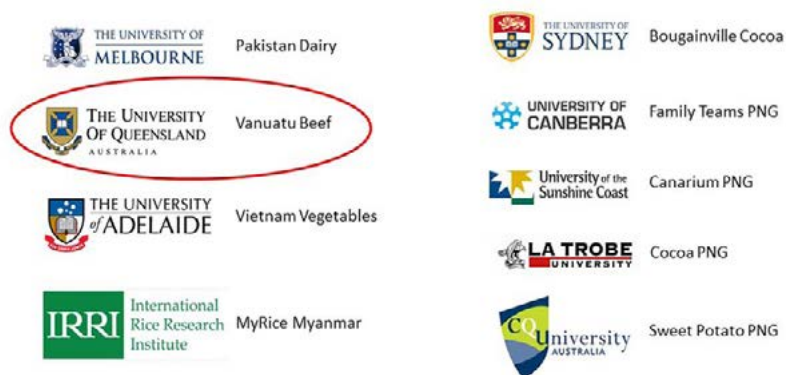 THE UNIVERSITY OF
MELBOURNE
Pakistan Dairy
THE UNIVERSITY
OF QUEENSLAND
AUSTRALIA
Vanuatu Beef
THE UNIVERSITY
of ADELAIDE
Vietnam Vegetables
IRRI
International
Rice Research
Institute
MyRice Myanmar
THE UNIVERSITY OF
SYDNEY
Bougainville Cocoa
UNIVERSITY OF
CANBERRA
Family Teams PNG
University of the
Sunshine Coast
Canarium PNG
LA TROBE
UNIVERSITY
Cocoa PNG
CQUniversity
AUSTRALIA
Sweet Potato PNG